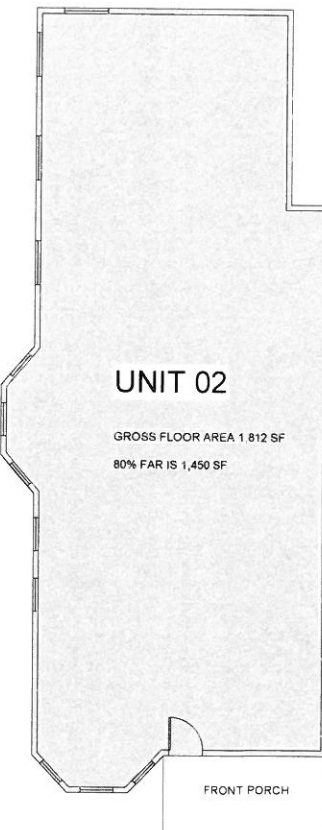 UNIT 02
GROSS FLOOR AREA 1,812 SF
80% FAR IS 1,450 SF
FRONT PORCH